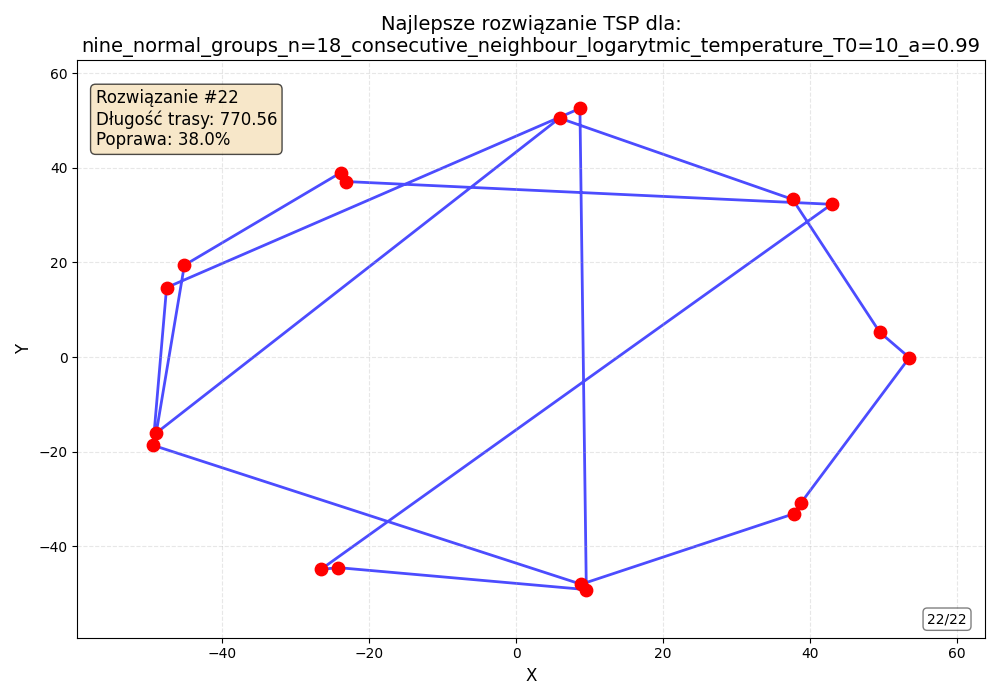 Najlepsze rozwiązanie TSP dla:
nine_normal_groups_n=18_consecutive_neighbour_logarytmic_temperature_T0=10_a=0.99
Rozwiązanie #22
Długość trasy: 770.56
Poprawa: 38.0%
60
40
20
0
−20
−40
Y
22/22
−40
−20
0
20
40
60
X